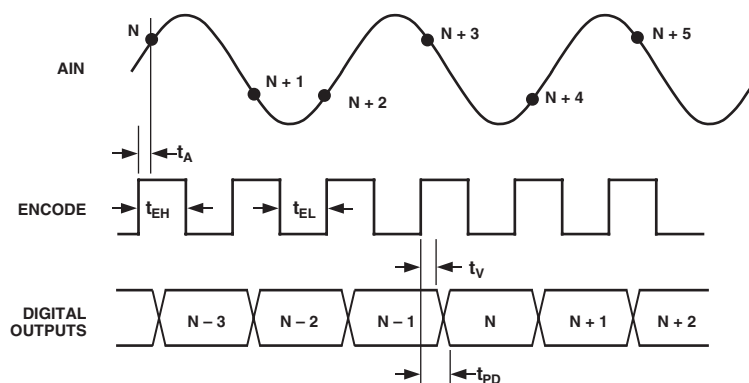 N
N + 3
N + 5
AIN
N + 1
N + 2
N + 4
t_A
ENCODE
t_EH
t_EL
t_V
DIGITAL
OUTPUTS
N – 3
N – 2
N – 1
N
N + 1
N + 2
t_PD